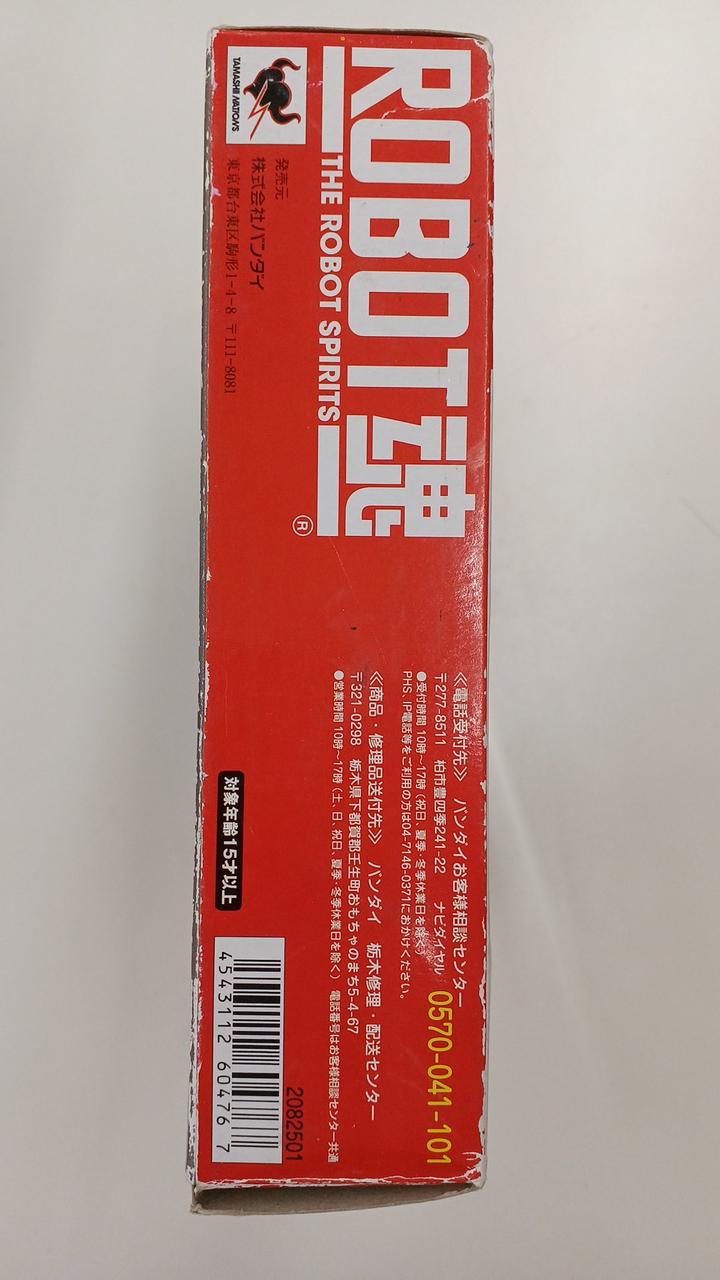 ROBOT魂
THE ROBOT SPIRITS
®
TAMASHII NATIONS
発売元
株式会社バンダイ
東京都台東区駒形1-4-8 〒111-8081
≪電話受付先≫ バンダイお客様相談センター
〒277-8511 柏市豊四季241-22 ナビダイヤル 0570-041-101
●受付時間 10時〜17時(祝日、夏季・冬季休業日を除く)
PHS、IP電話等をご利用の方は04-7146-0371におかけください。
≪商品・修理品送付先≫ バンダイ 栃木修理・配送センター
〒321-0298 栃木県下都賀郡壬生町おもちゃのまち5-4-67
●営業時間 10時〜17時(土、日、祝日、夏季・冬季休業日を除く) 電話番号はお客様相談センター共通
対象年齢15才以上
2082501
4543112 604767